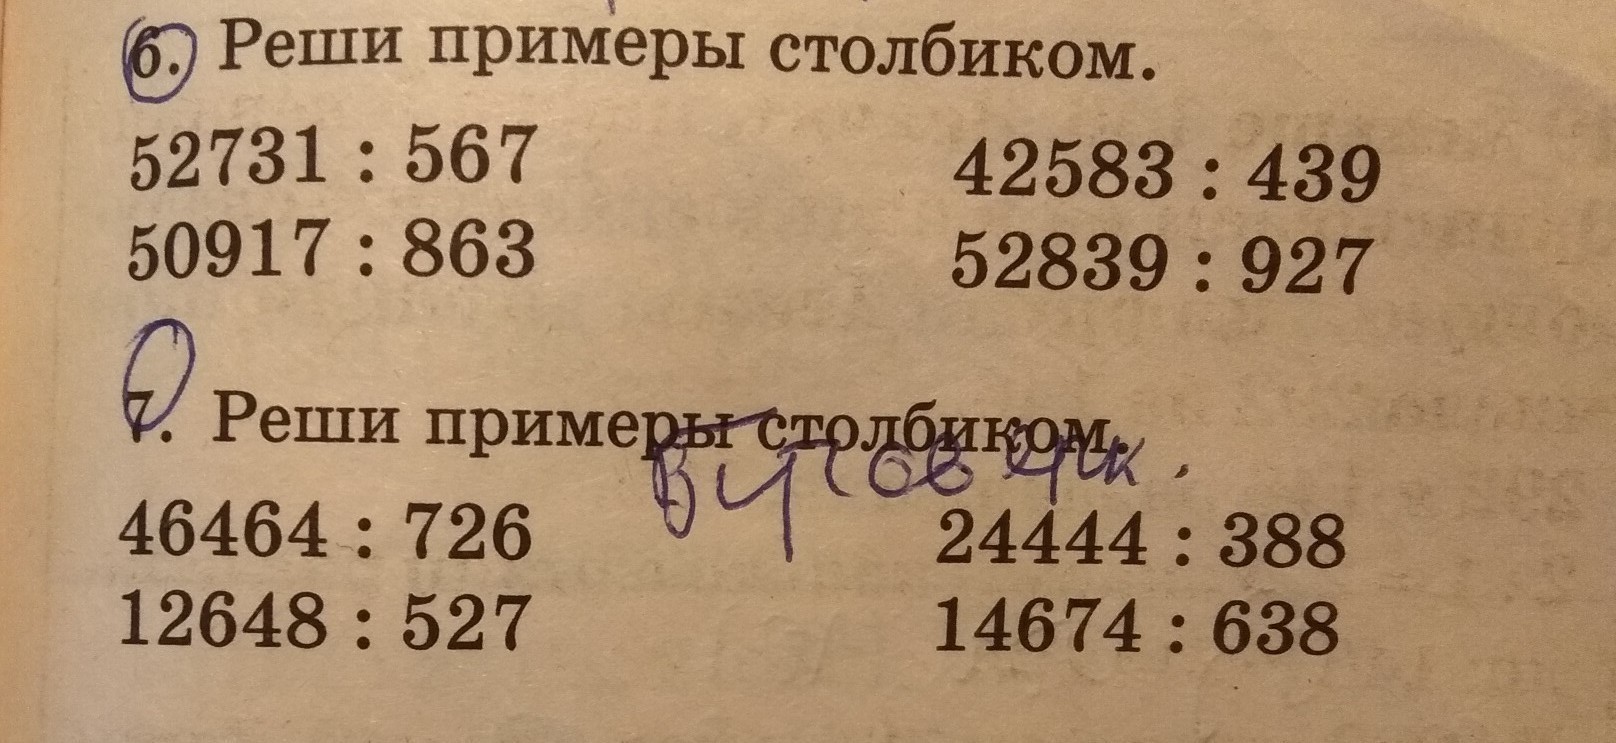 6. Реши примеры столбиком.
52731 : 567 42583 : 439
50917 : 863 52839 : 927
7. Реши примеры столбиком.
46464 : 726 24444 : 388
12648 : 527 14674 : 638